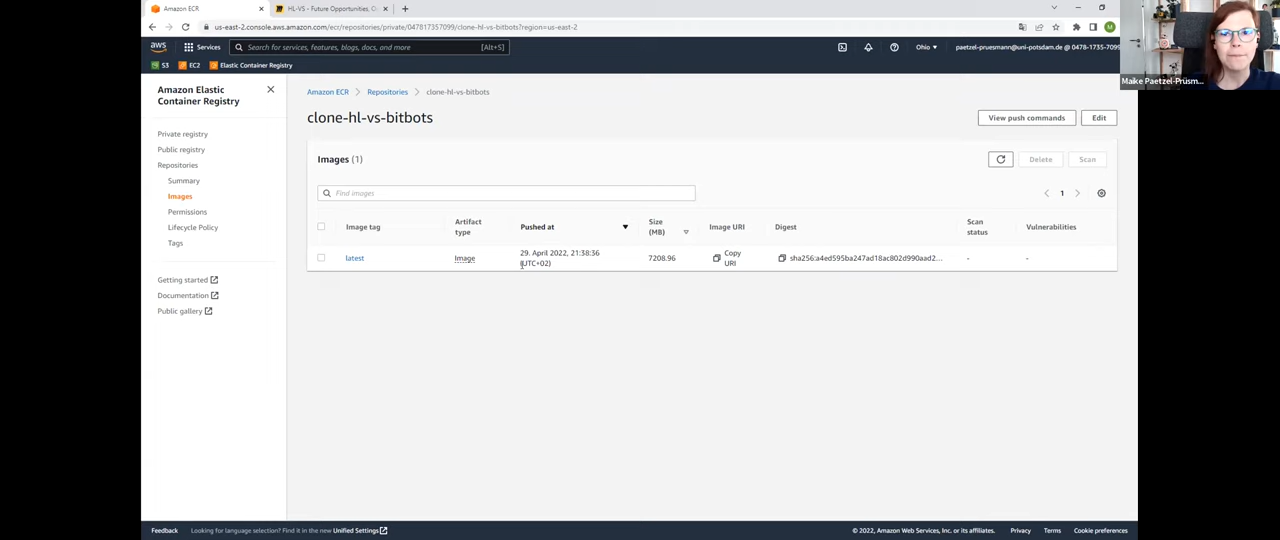 Amazon ECR
HL-VS - Future Opportunities, C
us-east-2.console.aws.amazon.com/ecr/repositories/private/047817357099/clone-hl-vs-bitbots?region=us-east-2
aws
Services
Search for services, features, blogs, docs, and more
[Alt+S]
Ohio
paetzel-pruesmann@uni-potsdam.de @ 0478-1735-7099
S3
EC2
Elastic Container Registry
Maike Paetzel-Prüsm...
Amazon Elastic
Container Registry
Private registry
Public registry
Repositories
Summary
Images
Permissions
Lifecycle Policy
Tags
Getting started
Documentation
Public gallery
Amazon ECR
Repositories
clone-hl-vs-bitbots
clone-hl-vs-bitbots
View push commands
Edit
Images (1)
Delete
Scan
Find images
1
Image tag
Artifact
type
Pushed at
Size
(MB)
Image URI
Digest
Scan
status
Vulnerabilities
latest
Image
29. April 2022, 21:38:36
(UTC+02)
7208.96
Copy
URI
sha256:a4ed595ba247ad18ac802d990aad2...
-
-
Feedback
Looking for language selection? Find it in the new Unified Settings
© 2022, Amazon Web Services, Inc. or its affiliates.
Privacy
Terms
Cookie preferences